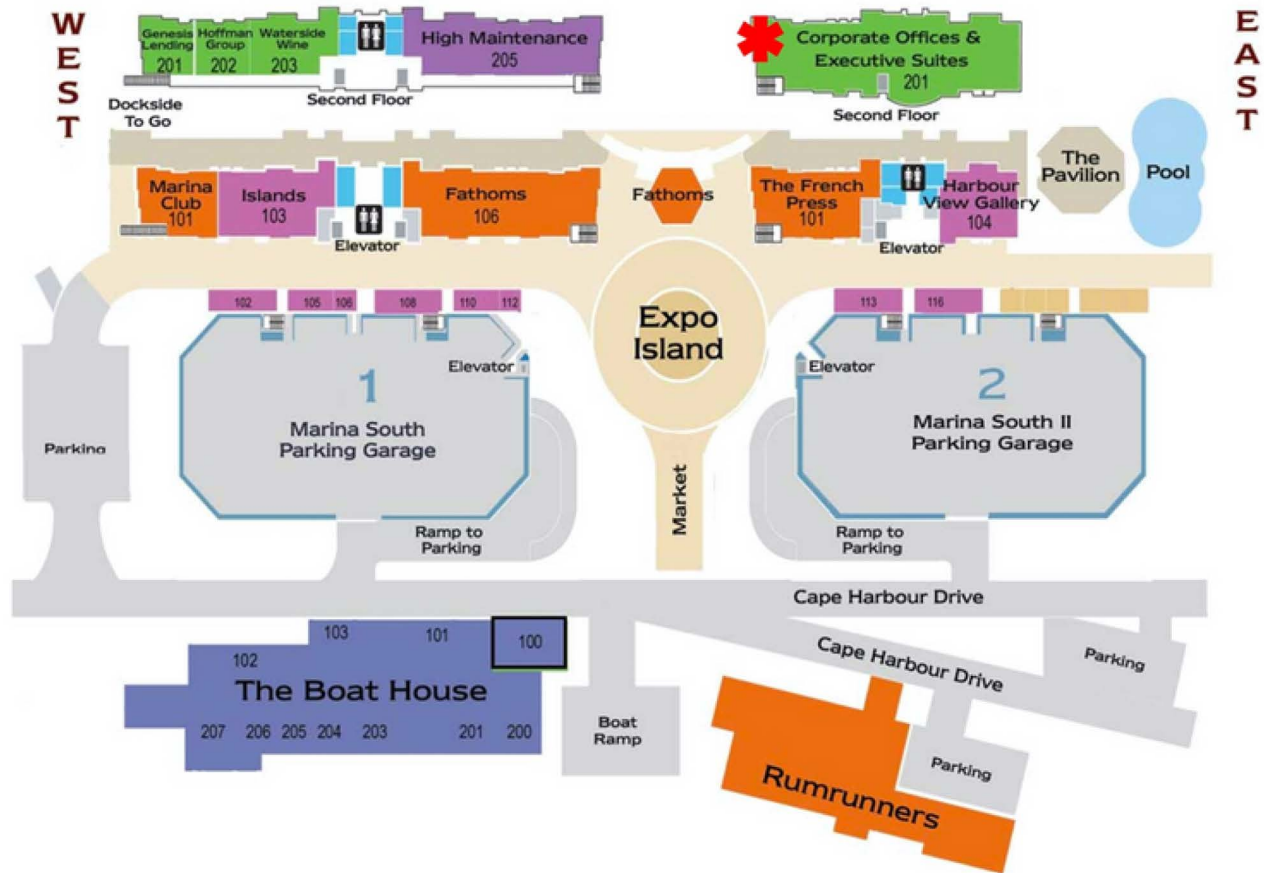 WEST
EAST
Genesis
Lending
201
Hoffman
Group
202
Waterside
Wine
203
High Maintenance
205
Second Floor
Corporate Offices &
Executive Suites
201
Second Floor
Dockside
To Go
Marina
Club
101
Islands
103
Elevator
Fathoms
106
Fathoms
The French
Press
101
Harbour
View Gallery
104
Elevator
The
Pavilion
Pool
102
105
106
108
110
112
113
116
Expo
Island
Elevator
Elevator
1
Marina South
Parking Garage
2
Marina South II
Parking Garage
Parking
Market
Ramp to
Parking
Ramp to
Parking
Cape Harbour Drive
Cape Harbour Drive
Parking
103
101
100
102
The Boat House
207
206
205
204
203
201
200
Boat
Ramp
Parking
Rumrunners